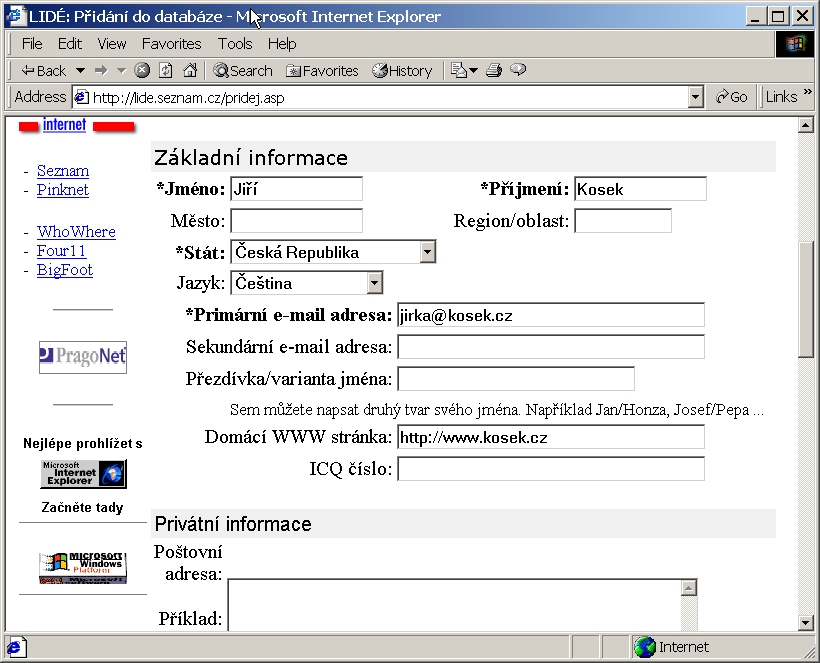 LIDÉ: Přidání do databáze - Microsoft Internet Explorer
File Edit View Favorites Tools Help
Back Search Favorites History
Address http://lide.seznam.cz/pridej.asp Go Links »
internet
- Seznam
- Pinknet
- WhoWhere
- Four11
- BigFoot
PragoNet
Nejlépe prohlížet s
Microsoft
Internet
Explorer
Začněte tady
Microsoft
Windows
Platform
Základní informace
*Jméno: Jiří *Příjmení: Kosek
Město: Region/oblast:
*Stát: Česká Republika
Jazyk: Čeština
*Primární e-mail adresa: jirka@kosek.cz
Sekundární e-mail adresa:
Přezdívka/varianta jména:
Sem můžete napsat druhý tvar svého jména. Například Jan/Honza, Josef/Pepa ...
Domácí WWW stránka: http://www.kosek.cz
ICQ číslo:
Privátní informace
Poštovní
adresa:
Příklad:
Internet